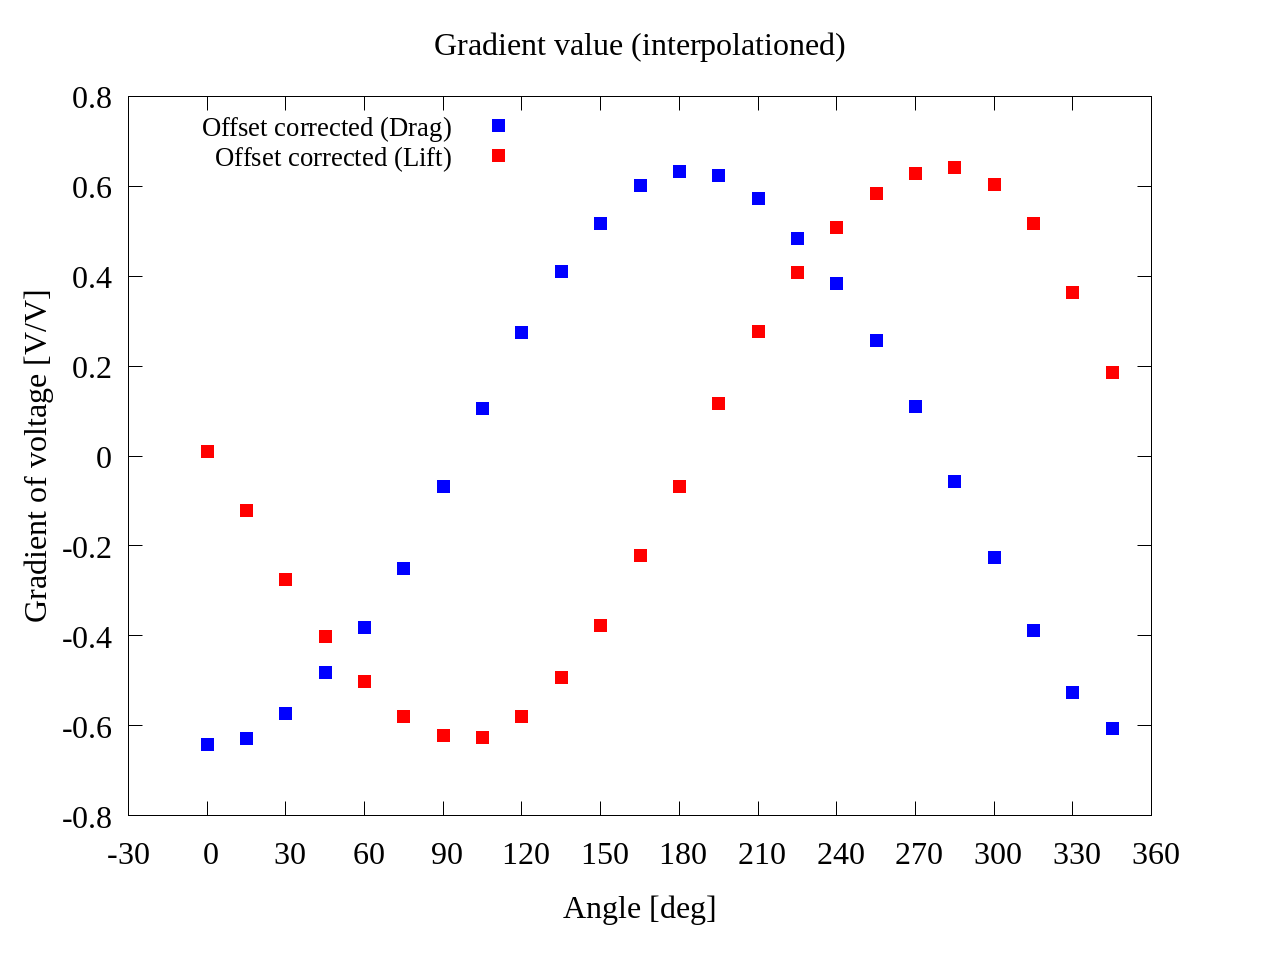 Gradient value (interpolationed)
Offset corrected (Drag)
Offset corrected (Lift)
0.8
0.6
0.4
0.2
0
-0.2
-0.4
-0.6
-0.8
Gradient of voltage [V/V]
-30 0 30 60 90 120 150 180 210 240 270 300 330 360
Angle [deg]